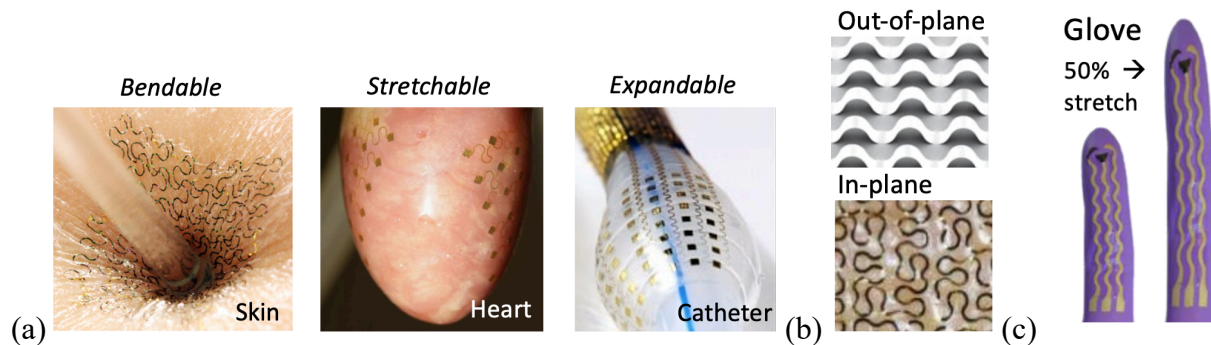 Bendable
Stretchable
Expandable
Skin
Heart
Catheter
(a)
Out-of-plane
In-plane
(b)
Glove
50% →
stretch
(c)